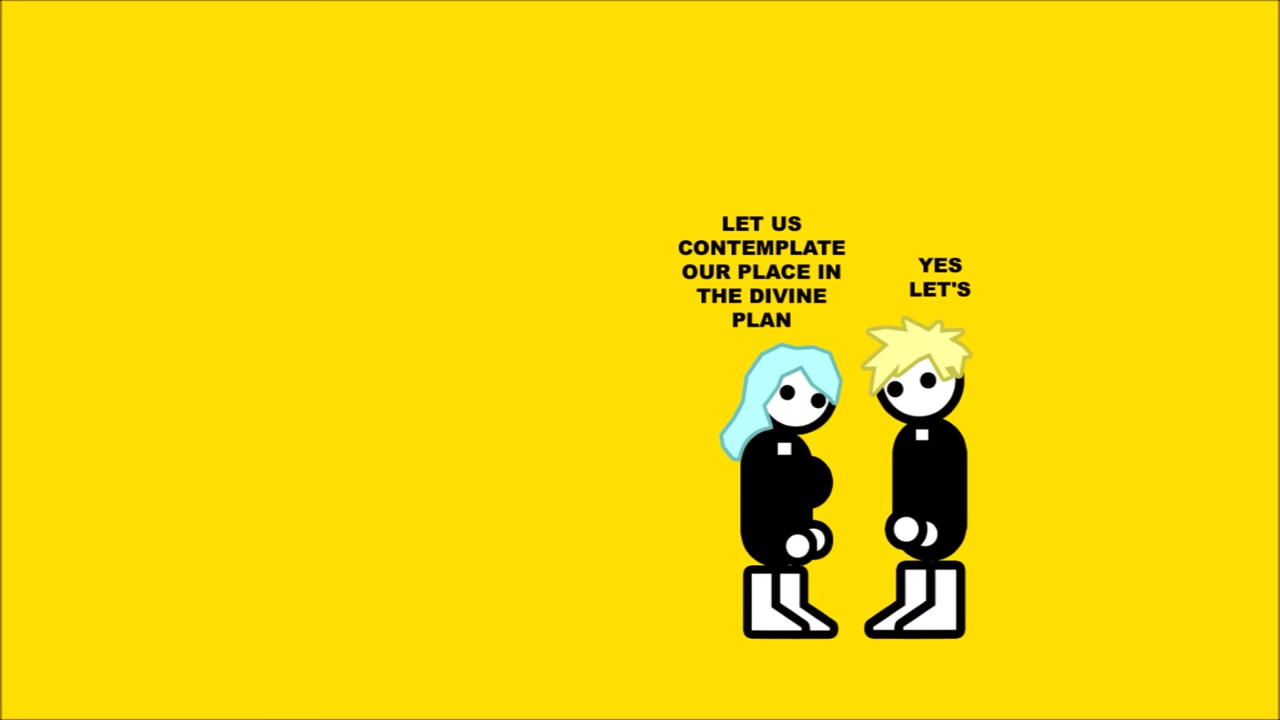 LET US
CONTEMPLATE
OUR PLACE IN
THE DIVINE
PLAN
YES
LET'S